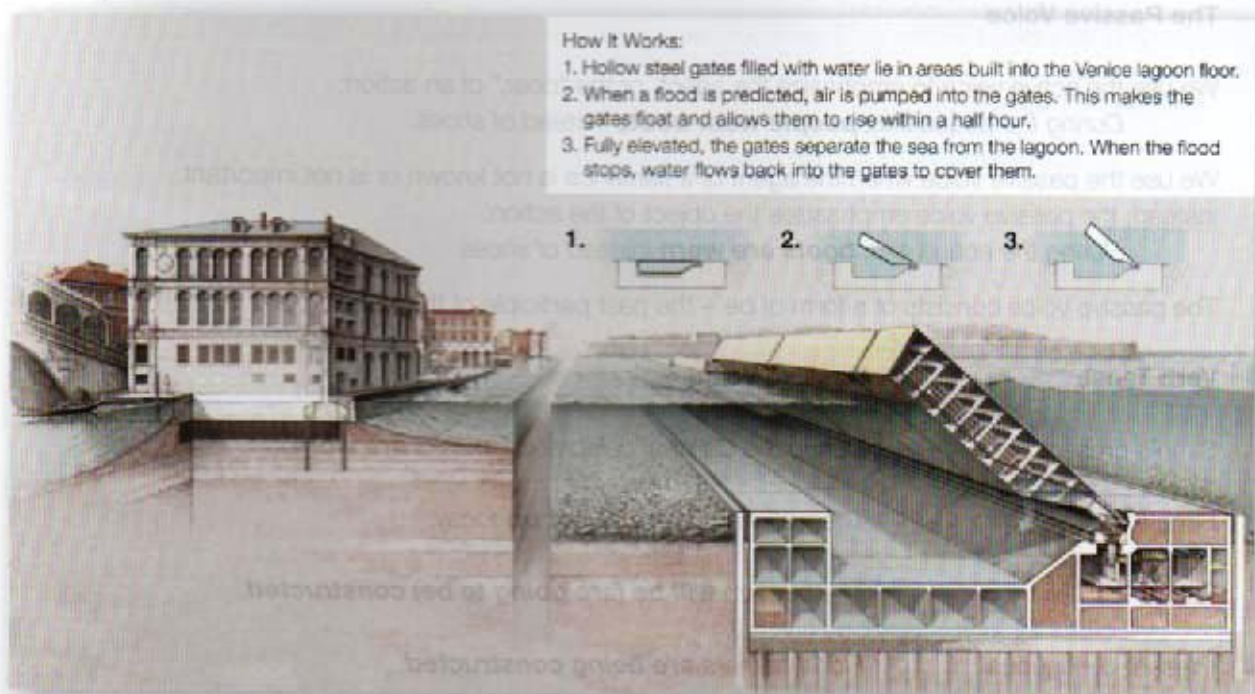 The Passive Voice
How It Works:
1. Hollow steel gates filled with water lie in areas built into the Venice lagoon floor.
2. When a flood is predicted, air is pumped into the gates. This makes the
gates float and allows them to rise within a half hour.
3. Fully elevated, the gates separate the sea from the lagoon. When the flood
stops, water flows back into the gates to cover them.
1. 2. 3.